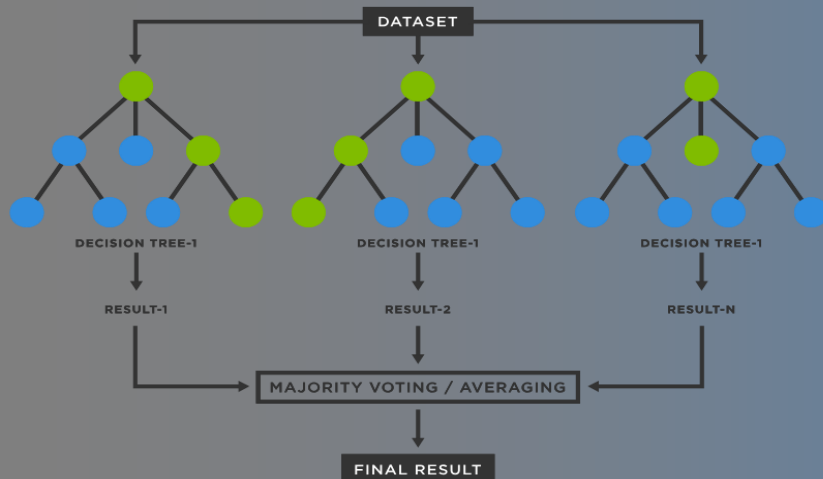 DATASET
DECISION TREE-1
DECISION TREE-1
DECISION TREE-1
RESULT-1
RESULT-2
RESULT-N
MAJORITY VOTING / AVERAGING
FINAL RESULT